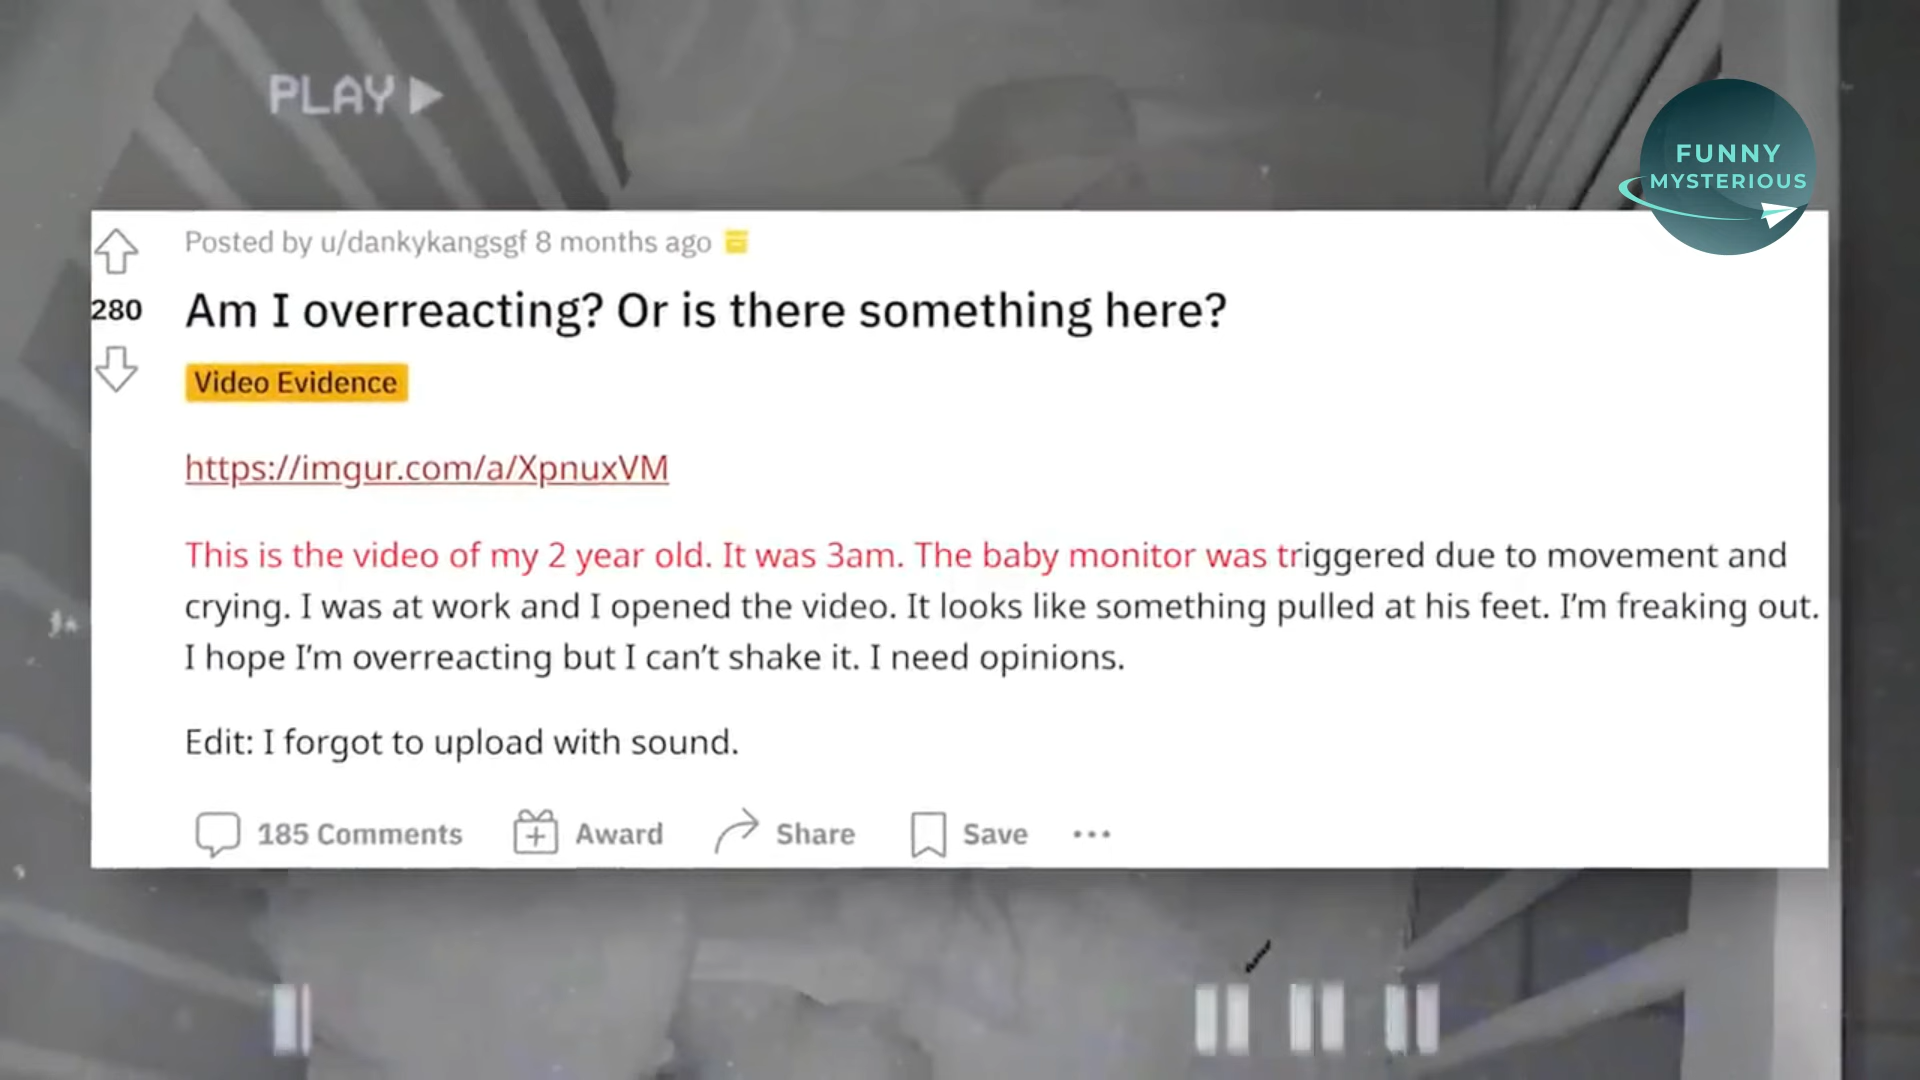 PLAY
FUNNY
MYSTERIOUS
Posted by u/dankykangsgf 8 months ago
280
Am I overreacting? Or is there something here?
Video Evidence
https://imgur.com/a/XpnuxVM
This is the video of my 2 year old. It was 3am. The baby monitor was triggered due to movement and
crying. I was at work and I opened the video. It looks like something pulled at his feet. I’m freaking out.
I hope I’m overreacting but I can’t shake it. I need opinions.
Edit: I forgot to upload with sound.
185 Comments Award Share Save